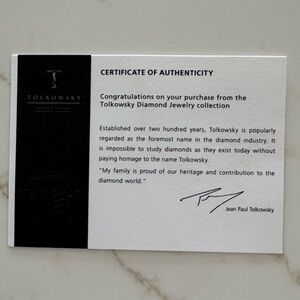 CERTIFICATE OF AUTHENTICITY
TOLKOWSKY
Congratulations on your purchase from the
Tolkowsky Diamond Jewelry collection
Established over two hundred years, Tolkowsky is popularly
regarded as the foremost name in the diamond industry. It
is impossible to study diamonds as they exist today without
paying homage to the name Tolkowsky.
"My family is proud of our heritage and contribution to the
diamond world."
Jean Paul Tolkowsky